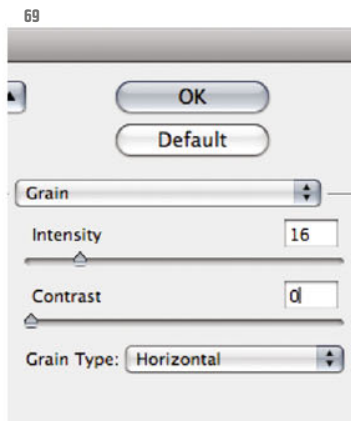 69
OK
Default
Grain
Intensity 16
Contrast 0
Grain Type: Horizontal